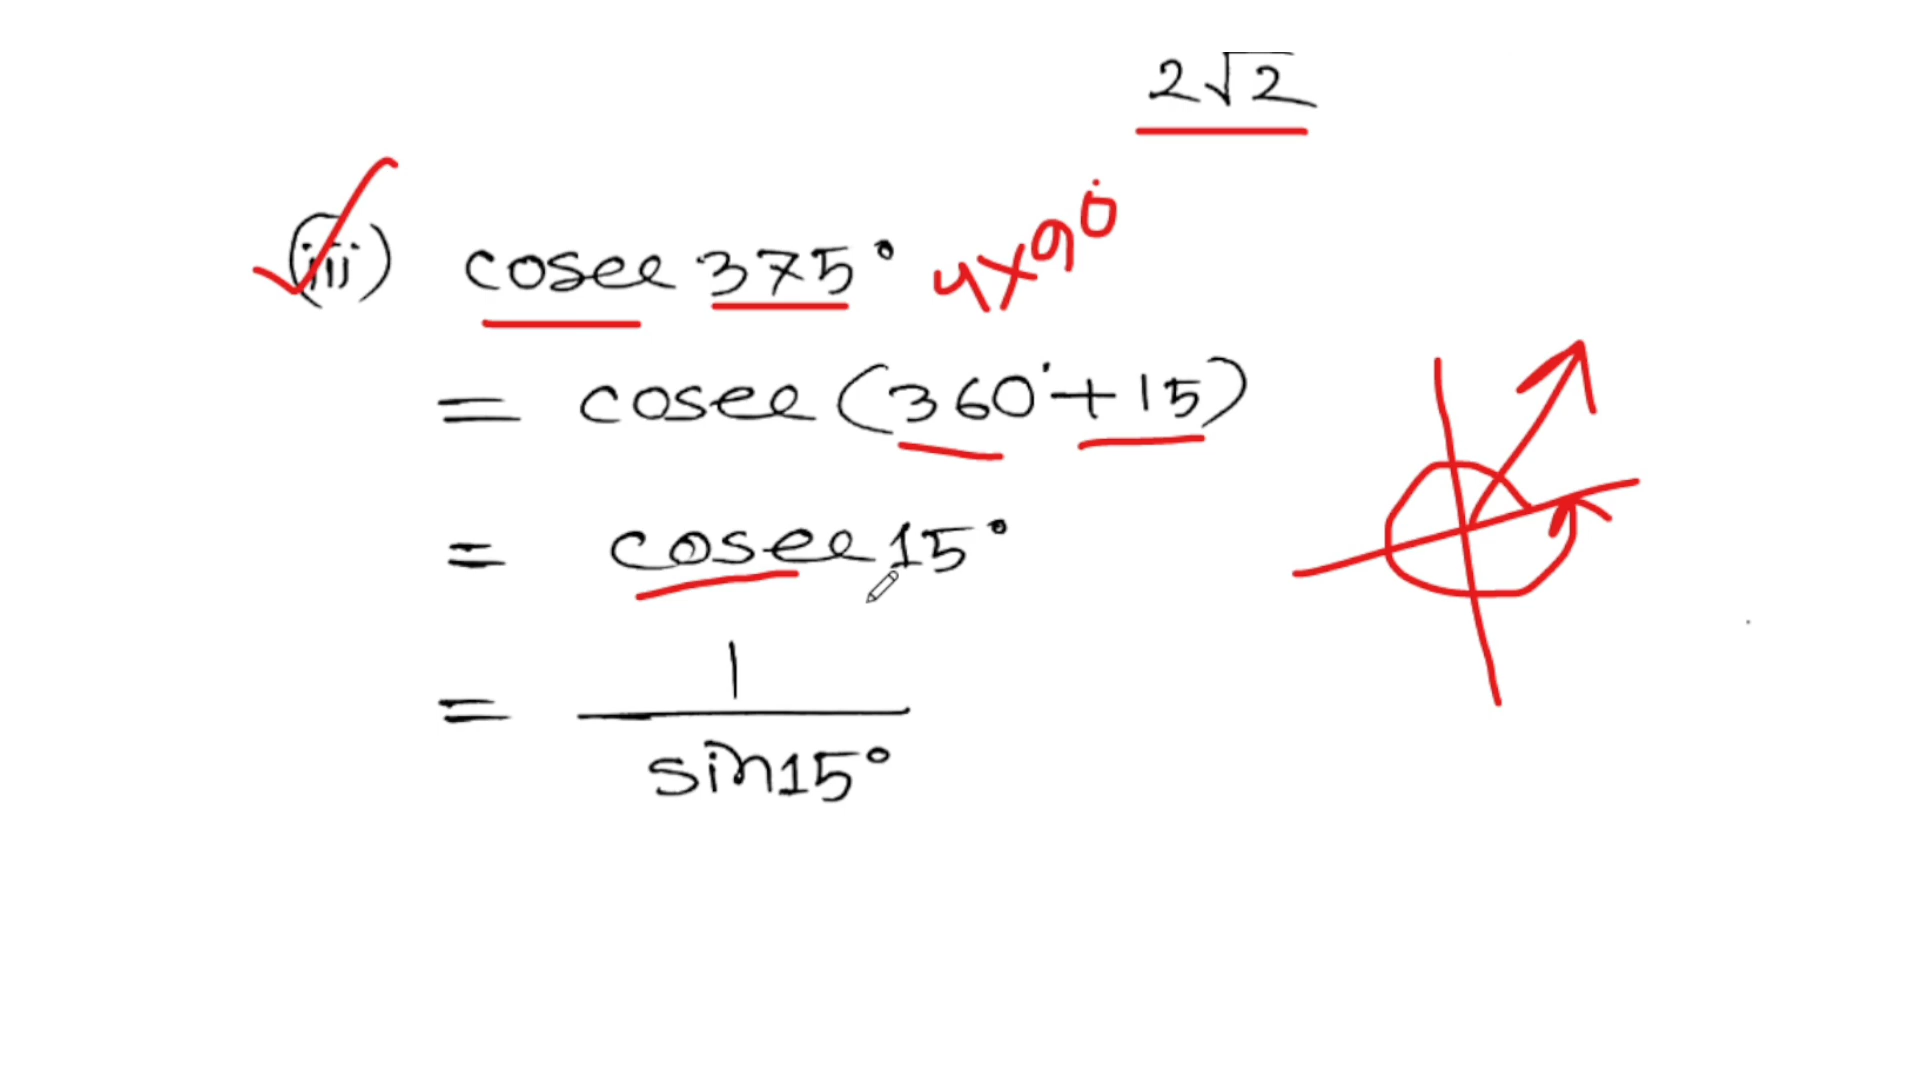 2√2
(iii) cosec 375° 4×90°
= cosec (360°+15)
= cosec 15°
= 1
sin15°